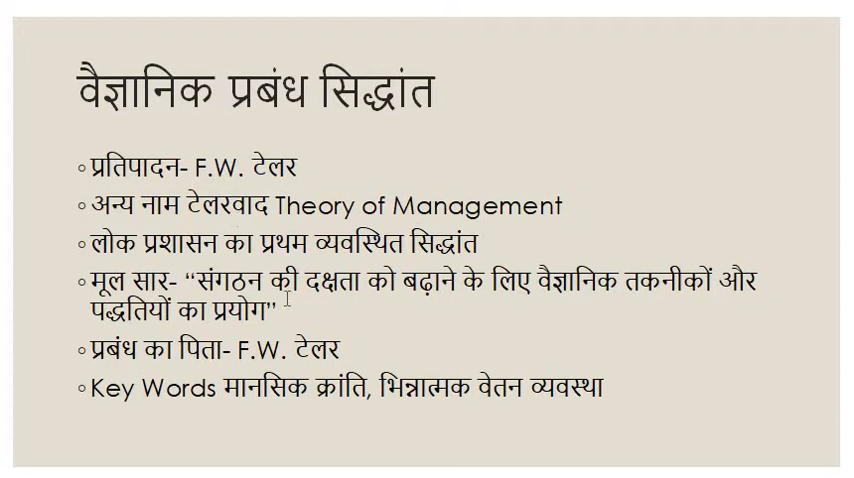 वैज्ञानिक प्रबंध सिद्धांत
◦ प्रतिपादन- F.W. टेलर
◦ अन्य नाम टेलरवाद Theory of Management
◦ लोक प्रशासन का प्रथम व्यवस्थित सिद्धांत
◦ मूल सार- “संगठन की दक्षता को बढ़ाने के लिए वैज्ञानिक तकनीकों और
पद्धतियों का प्रयोग”
◦ प्रबंध का पिता- F.W. टेलर
◦ Key Words मानसिक क्रांति, भिन्नात्मक वेतन व्यवस्था